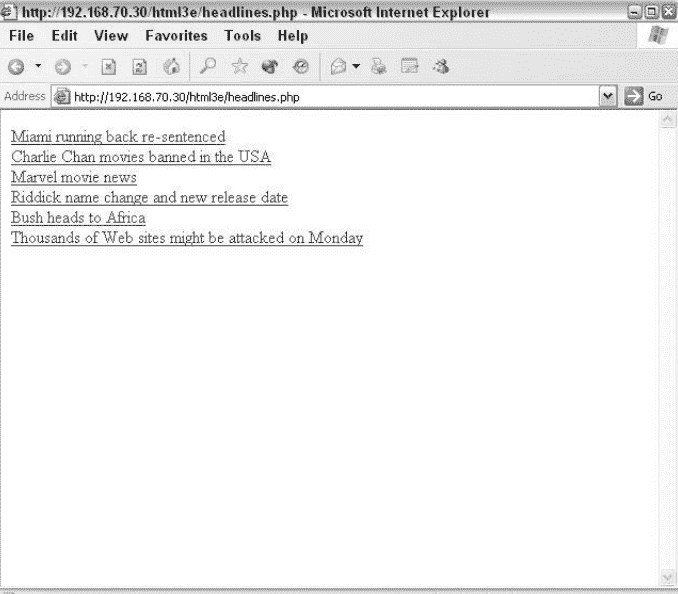 http://192.168.70.30/html3e/headlines.php - Microsoft Internet Explorer
File Edit View Favorites Tools Help
Address http://192.168.70.30/html3e/headlines.php Go
Miami running back re-sentenced
Charlie Chan movies banned in the USA
Marvel movie news
Riddick name change and new release date
Bush heads to Africa
Thousands of Web sites might be attacked on Monday